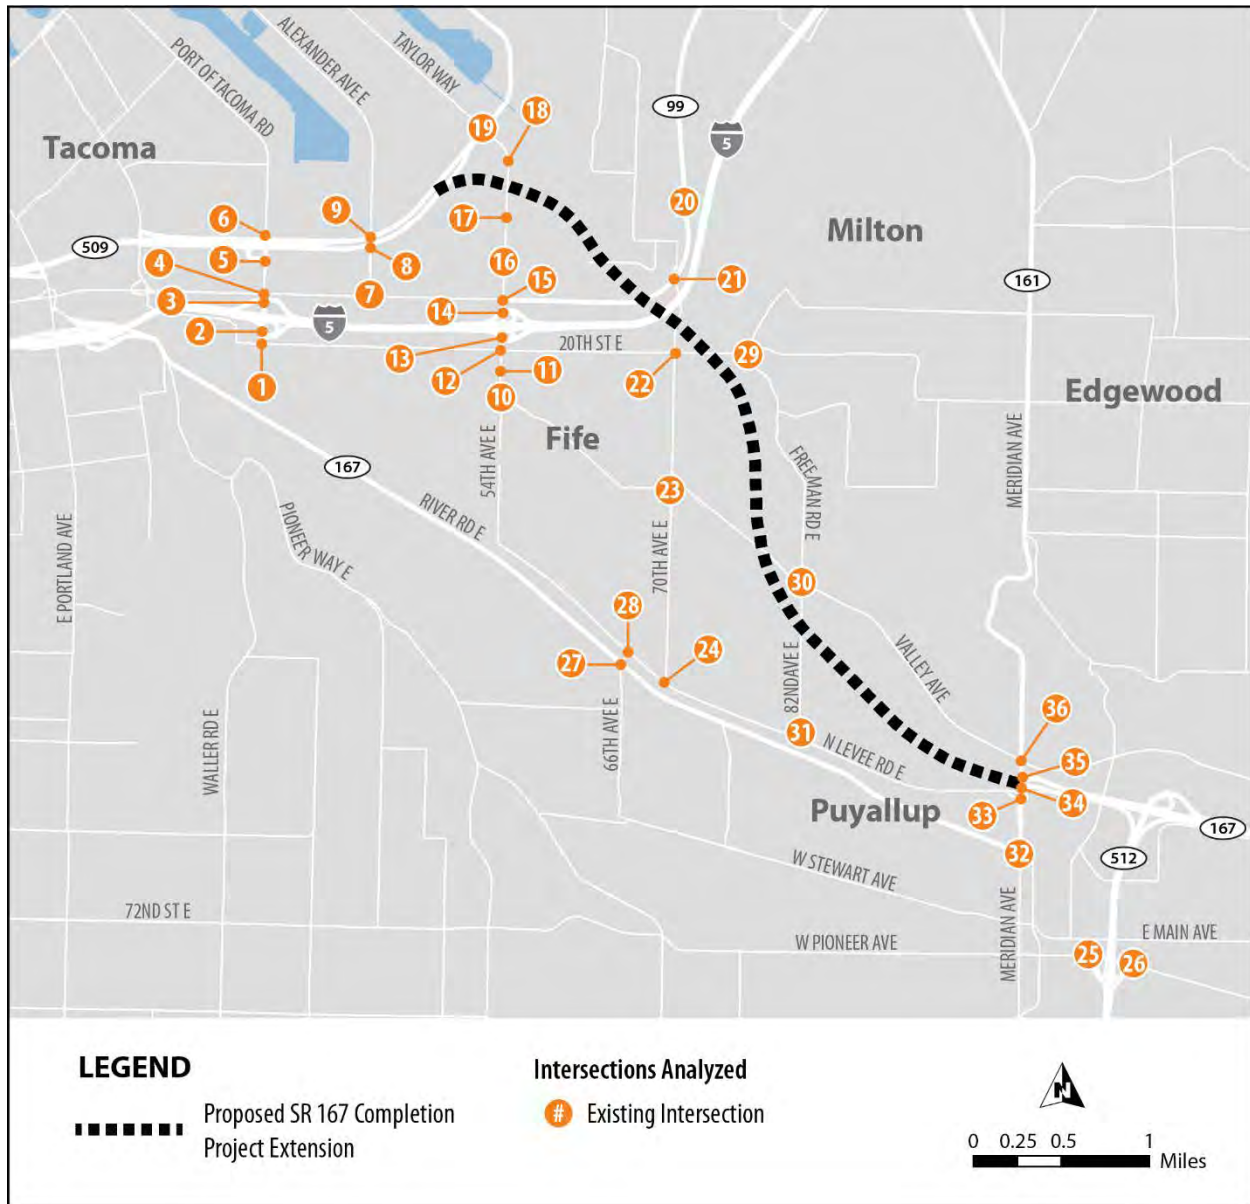 ALEXANDER AVE E
TAYLOR WAY
PORT OF TACOMA RD
99
18
19
5
Tacoma
20
9
17
6
Milton
509
5
8
16
4
7
15
21
161
3
14
5
2
13
20TH ST E
29
1
12
11
22
10
Edgewood
Fife
54TH AVE E
FREEMAN RD E
167
MERIDIAN AVE
23
RIVER RD E
PIONEER WAY E
E PORTLAND AVE
70TH AVE E
30
28
24
VALLEY AVE
27
82NDAVE E
36
31
66TH AVE E
WALLER RD E
N LEVEE RD E
35
33
34
Puyallup
167
32
512
W STEWART AVE
72ND ST E
W PIONEER AVE
MERIDIAN AVE
E MAIN AVE
25
26
LEGEND
Proposed SR 167 Completion
Project Extension
Intersections Analyzed
# Existing Intersection
N
0 0.25 0.5 1
Miles